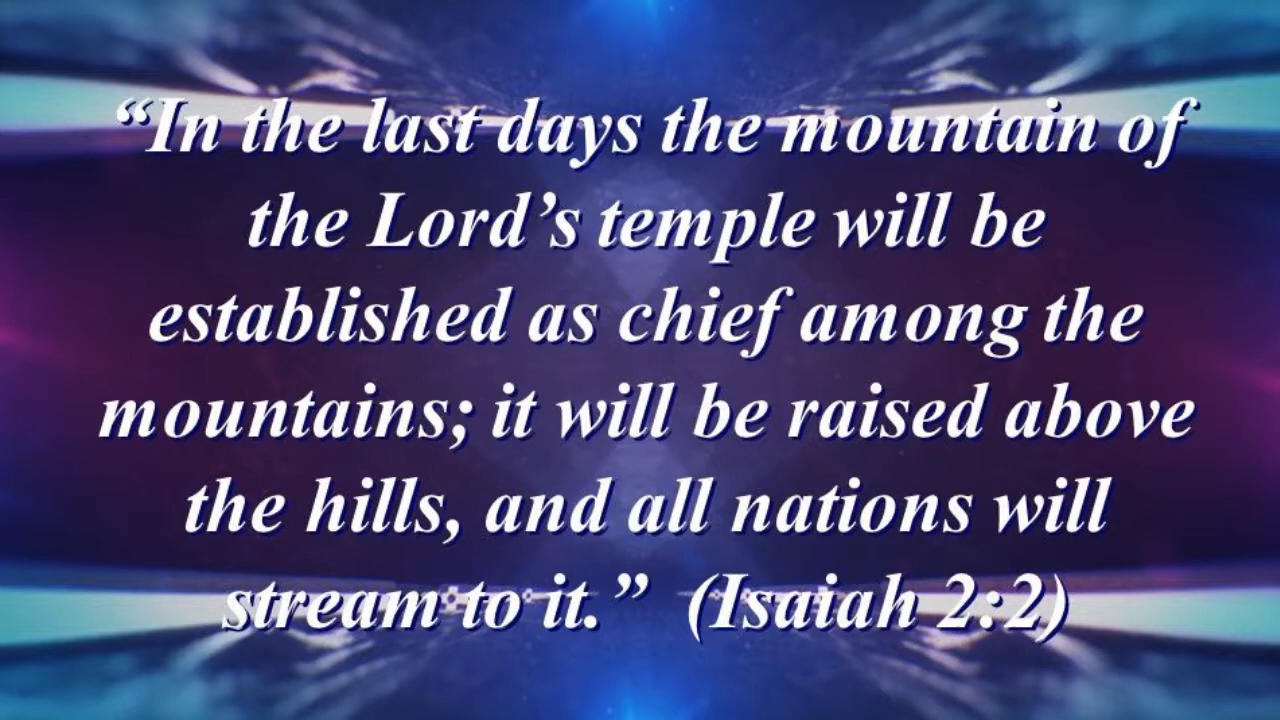 “In the last days the mountain of
the Lord’s temple will be
established as chief among the
mountains; it will be raised above
the hills, and all nations will
stream to it.” (Isaiah 2:2)